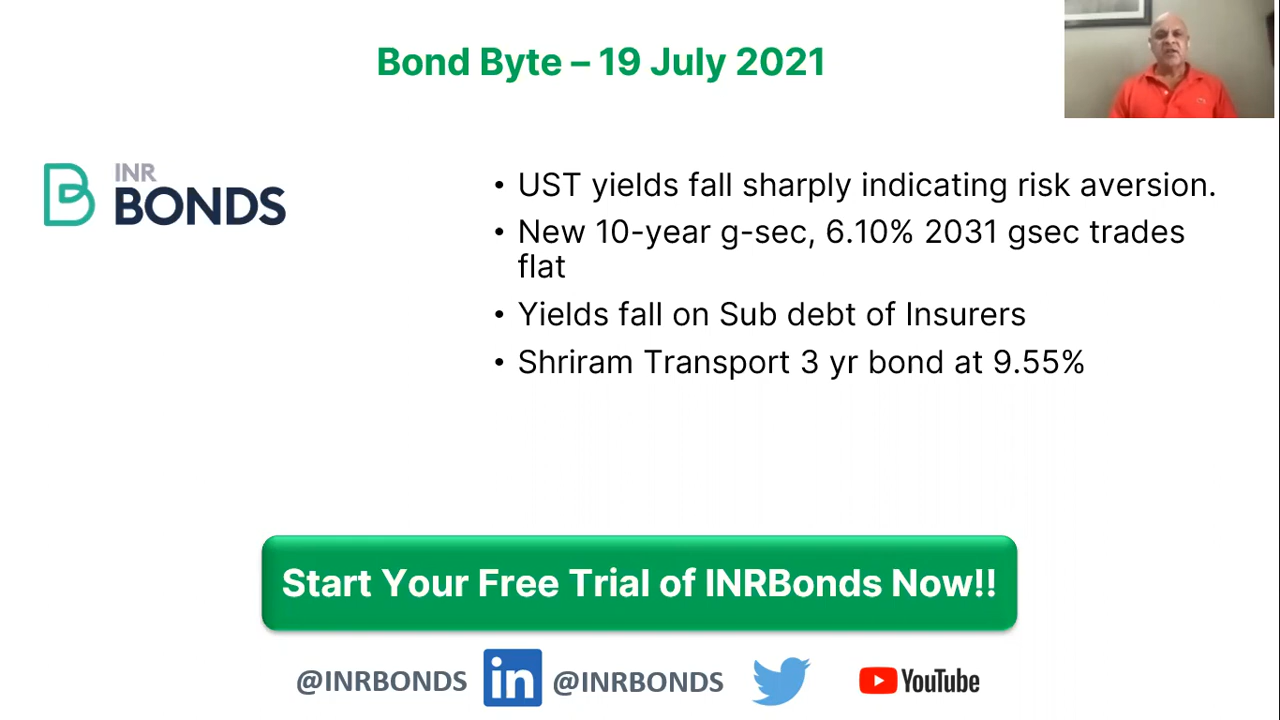 Bond Byte – 19 July 2021
INR
BONDS
• UST yields fall sharply indicating risk aversion.
• New 10-year g-sec, 6.10% 2031 gsec trades
flat
• Yields fall on Sub debt of Insurers
• Shriram Transport 3 yr bond at 9.55%
Start Your Free Trial of INRBonds Now!!
@INRBONDS in @INRBONDS YouTube